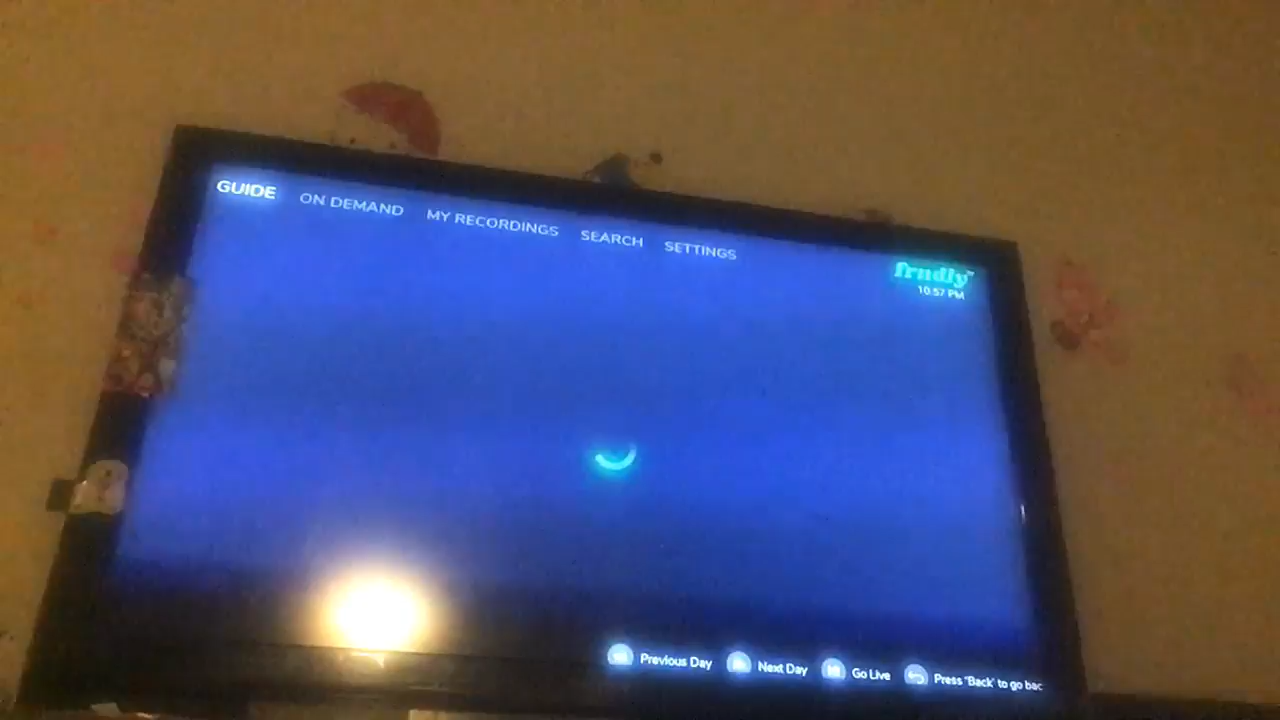 GUIDE ON DEMAND MY RECORDINGS SEARCH SETTINGS
frndly
10:57 PM
Previous Day Next Day Go Live Press 'Back' to go bac